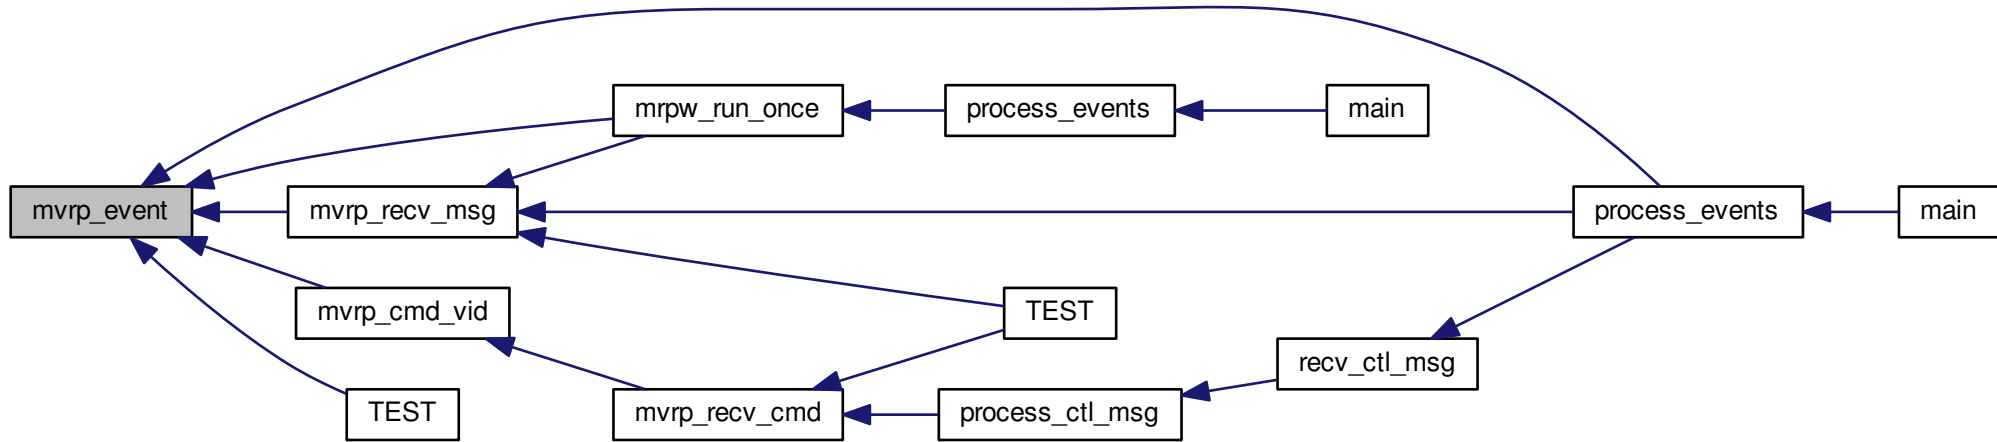 mrpw_run_once
process_events
main
mvrp_event
mvrp_recv_msg
process_events
main
mvrp_cmd_vid
TEST
recv_ctl_msg
TEST
mvrp_recv_cmd
process_ctl_msg